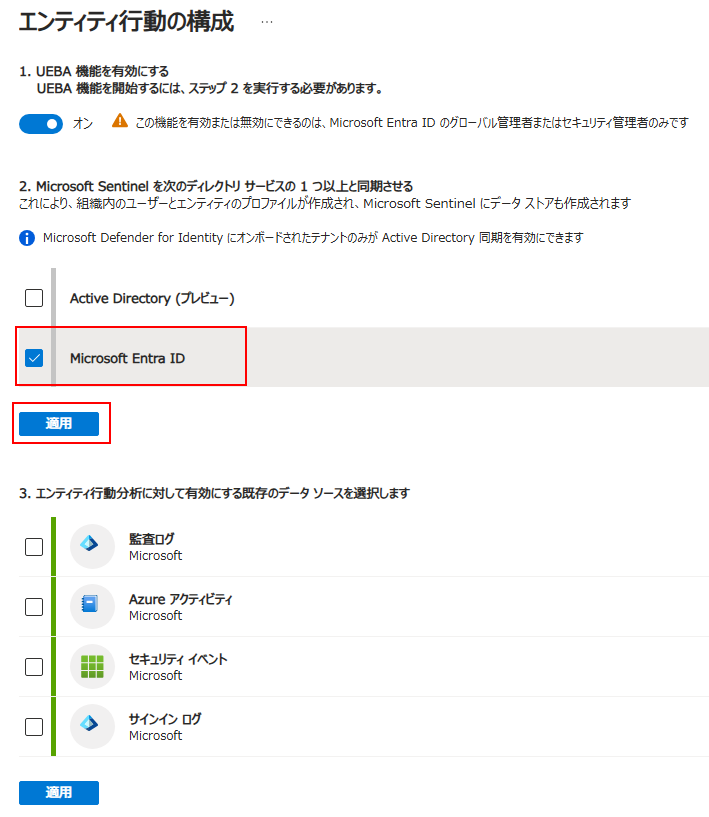 エンティティ行動の構成 …
1. UEBA 機能を有効にする
UEBA 機能を開始するには、ステップ 2 を実行する必要があります。
オン
この機能を有効または無効にできるのは、Microsoft Entra ID のグローバル管理者またはセキュリティ管理者のみです
2. Microsoft Sentinel を次のディレクトリ サービスの 1 つ以上と同期させる
これにより、組織内のユーザーとエンティティのプロファイルが作成され、Microsoft Sentinel にデータ ストアも作成されます
Microsoft Defender for Identity にオンボードされたテナントのみが Active Directory 同期を有効にできます
Active Directory (プレビュー)
Microsoft Entra ID
適用
3. エンティティ行動分析に対して有効にする既存のデータ ソースを選択します
監査ログ
Microsoft
Azure アクティビティ
Microsoft
セキュリティ イベント
Microsoft
サインイン ログ
Microsoft
適用